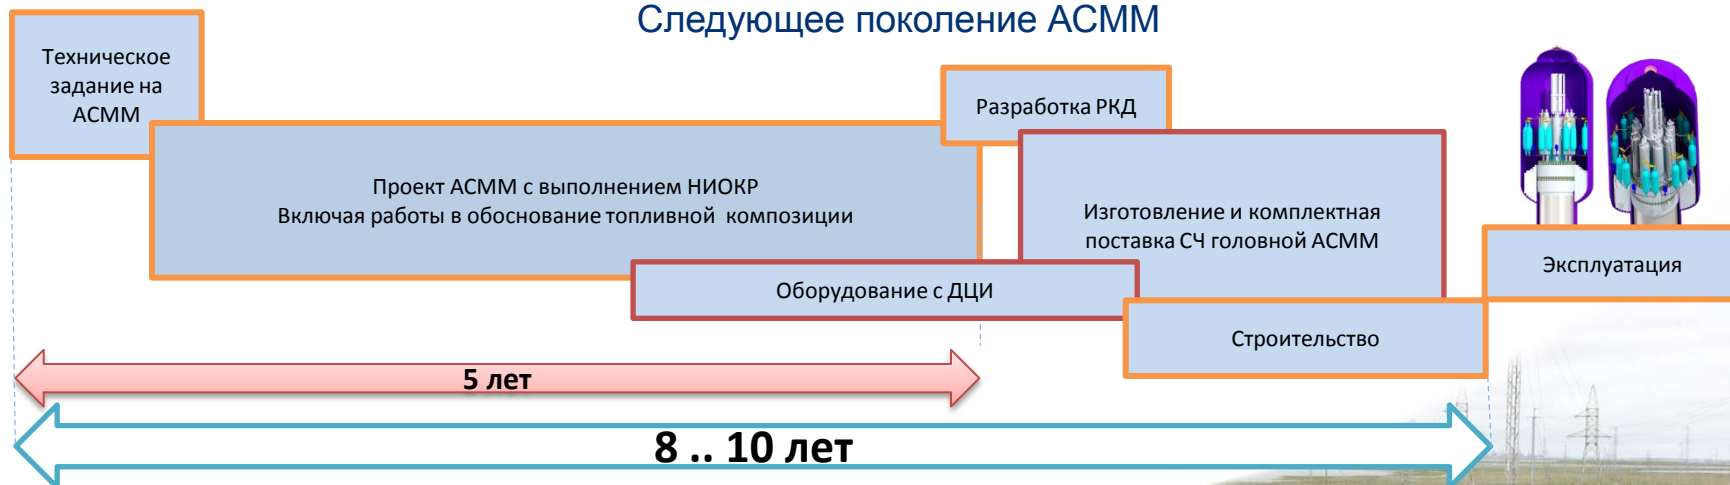 Следующее поколение АСММ
Техническое
задание на
АСММ
Разработка РКД
Проект АСММ с выполнением НИОКР
Включая работы в обоснование топливной композиции
Изготовление и комплектная
поставка СЧ головной АСММ
Эксплуатация
Оборудование с ДЦИ
Строительство
5 лет
8 .. 10 лет